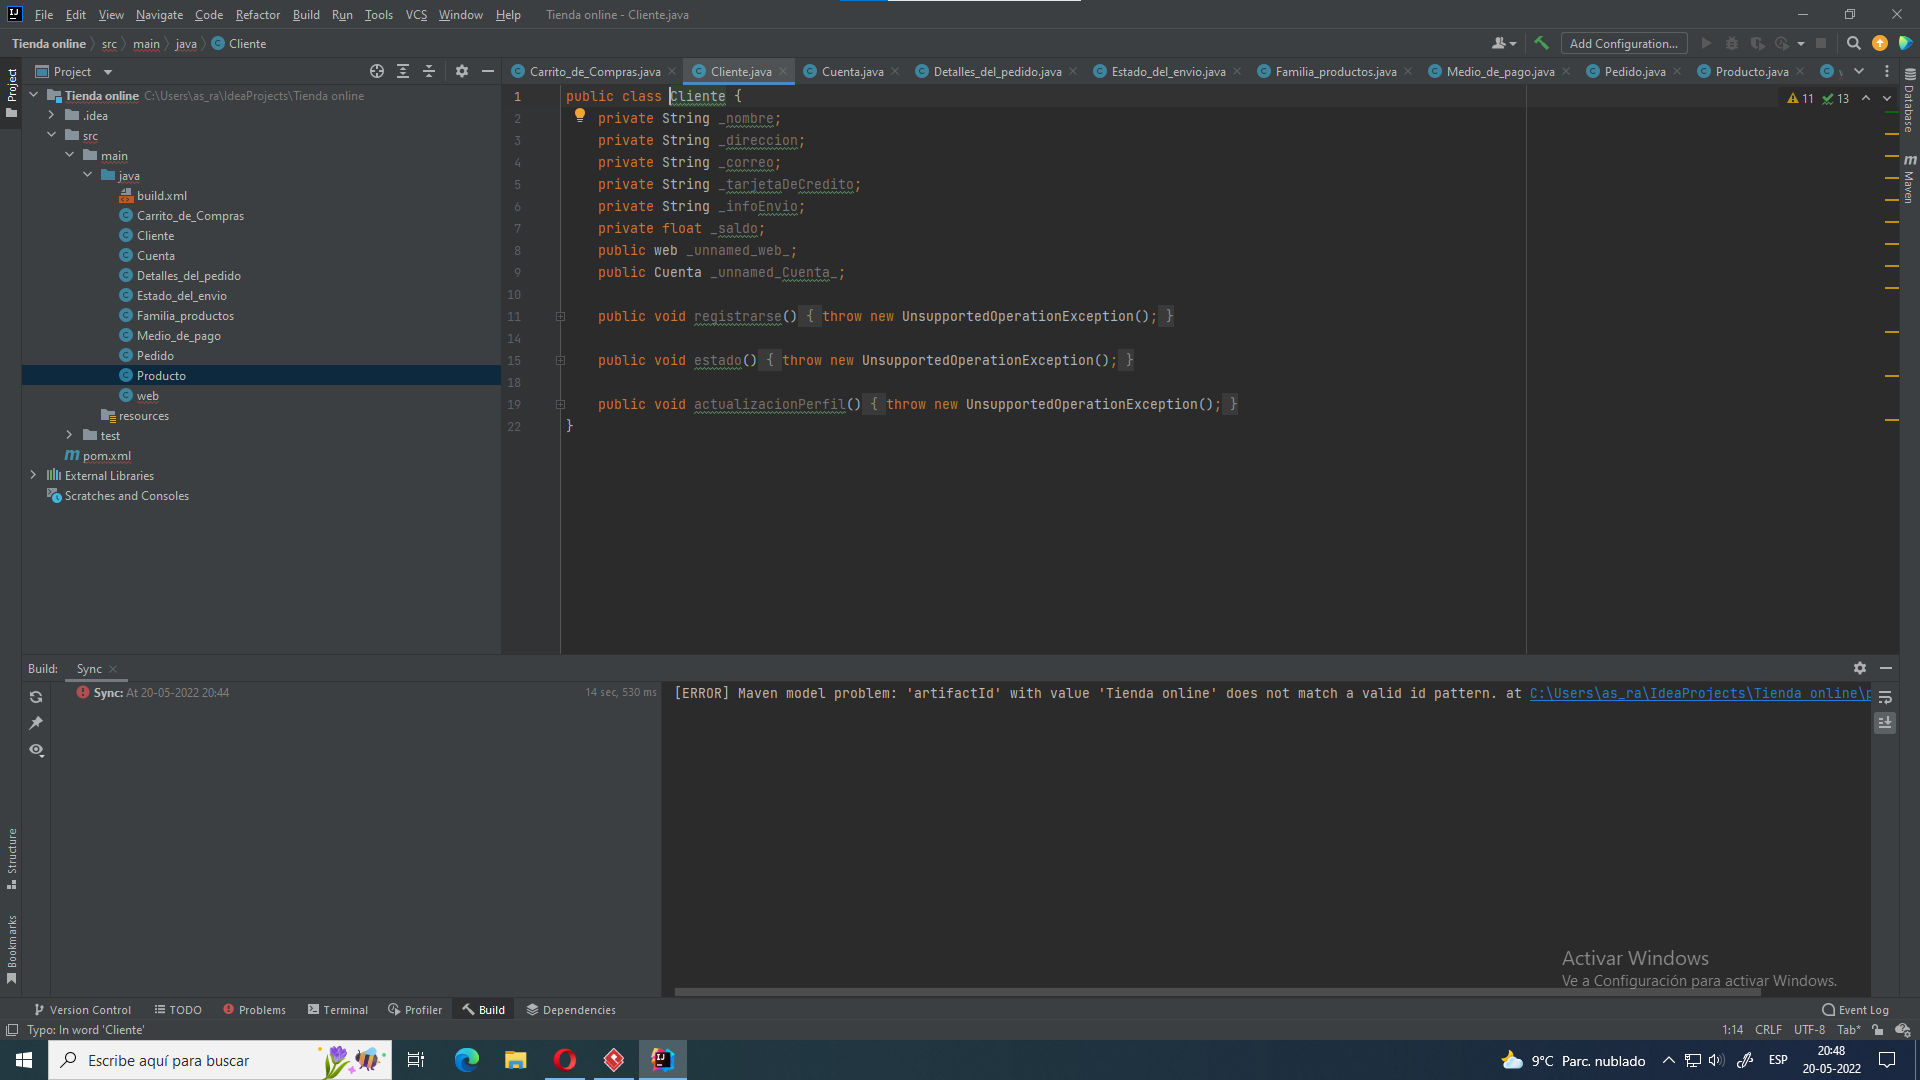 File Edit View Navigate Code Refactor Build Run Tools VCS Window Help Tienda online - Cliente.java
Tienda online src main java Cliente
Add Configuration...
Project
Carrito_de_Compras.java Cliente.java Cuenta.java Detalles_del_pedido.java Estado_del_envio.java Familia_productos.java Medio_de_pago.java Pedido.java Producto.java
Project
Tienda online C:\Users\as_ra\IdeaProjects\Tienda online
.idea
src
main
java
build.xml
Carrito_de_Compras
Cliente
Cuenta
Detalles_del_pedido
Estado_del_envio
Familia_productos
Medio_de_pago
Pedido
Producto
web
resources
test
pom.xml
External Libraries
Scratches and Consoles
1 public class Cliente {
2 private String _nombre;
3 private String _direccion;
4 private String _correo;
5 private String _tarjetaDeCredito;
6 private String _infoEnvio;
7 private float _saldo;
8 public web _unnamed_web_;
9 public Cuenta _unnamed_Cuenta_;
10
11 public void registrarse() { throw new UnsupportedOperationException(); }
14
15 public void estado() { throw new UnsupportedOperationException(); }
18
19 public void actualizacionPerfil() { throw new UnsupportedOperationException(); }
22 }
11 13
Database
Maven
Structure
Bookmarks
Build: Sync
Sync: At 20-05-2022 20:44 14 sec, 530 ms
[ERROR] Maven model problem: 'artifactId' with value 'Tienda online' does not match a valid id pattern. at C:\Users\as_ra\IdeaProjects\Tienda online\p
Activar Windows
Ve a Configuración para activar Windows.
Version Control TODO Problems Terminal Profiler Build Dependencies Event Log
Typo: In word 'Cliente' 1:14 CRLF UTF-8 Tab*
Escribe aquí para buscar
9°C Parc. nublado
ESP
20:48
20-05-2022